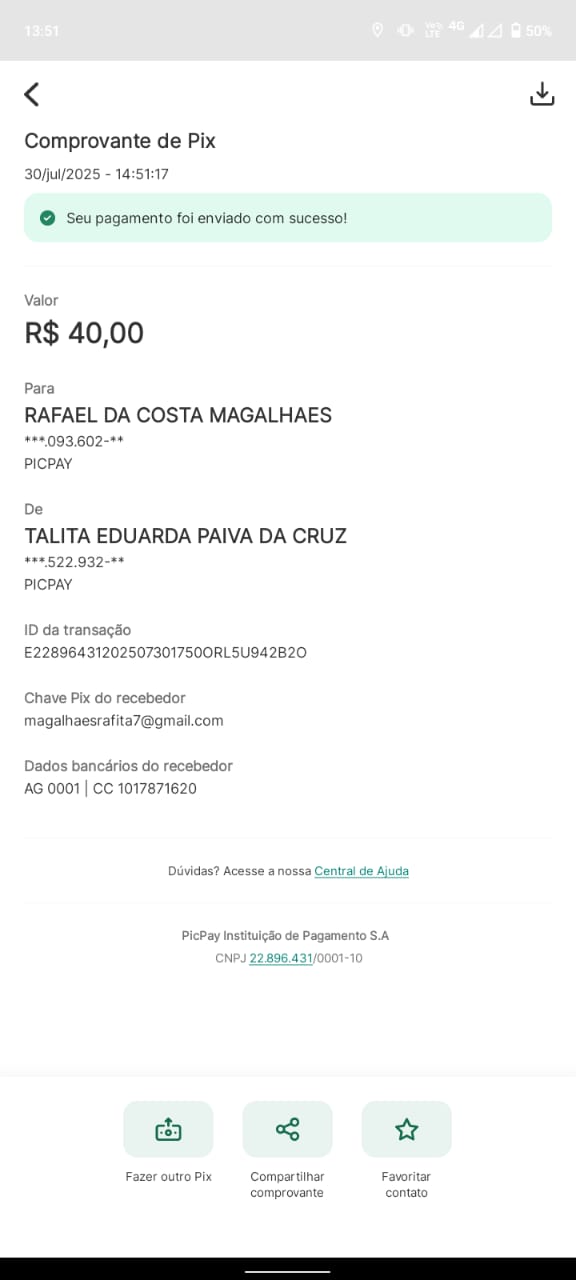 13:51
Vo))
LTE
4G
50%
Comprovante de Pix
30/jul/2025 - 14:51:17
Seu pagamento foi enviado com sucesso!
Valor
R$ 40,00
Para
RAFAEL DA COSTA MAGALHAES
***.093.602-**
PICPAY
De
TALITA EDUARDA PAIVA DA CRUZ
***.522.932-**
PICPAY
ID da transação
E22896431202507301750ORL5U942B2O
Chave Pix do recebedor
magalhaesrafita7@gmail.com
Dados bancários do recebedor
AG 0001 | CC 1017871620
Dúvidas? Acesse a nossa Central de Ajuda
PicPay Instituição de Pagamento S.A
CNPJ 22.896.431/0001-10
Fazer outro Pix
Compartilhar
comprovante
Favoritar
contato